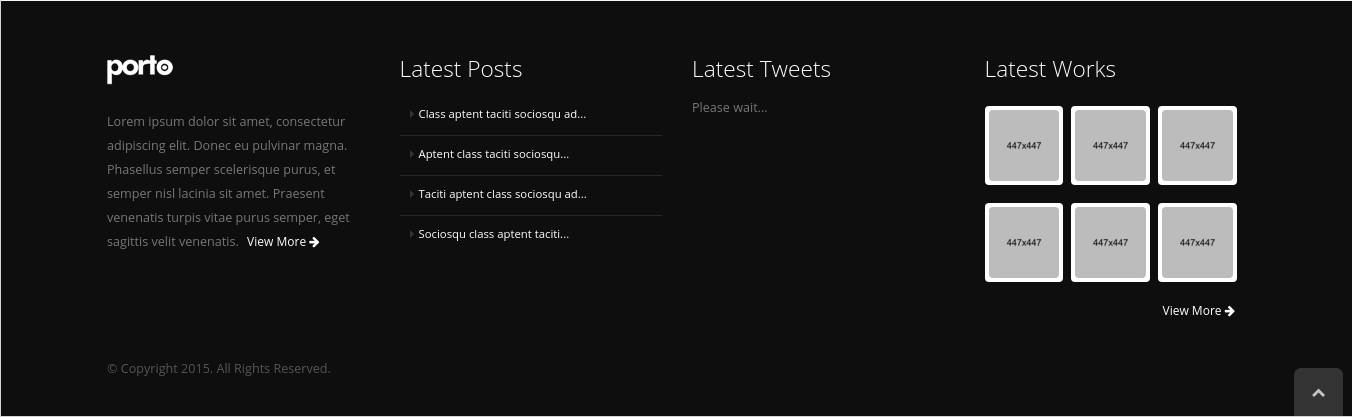 porto
Lorem ipsum dolor sit amet, consectetur
adipiscing elit. Donec eu pulvinar magna.
Phasellus semper scelerisque purus, et
semper nisl lacinia sit amet. Praesent
venenatis turpis vitae purus semper, eget
sagittis velit venenatis. View More
Latest Posts
Class aptent taciti sociosqu ad...
Aptent class taciti sociosqu...
Taciti aptent class sociosqu ad...
Sociosqu class aptent taciti...
Latest Tweets
Please wait...
Latest Works
447x447 447x447 447x447
447x447 447x447 447x447
View More
© Copyright 2015. All Rights Reserved.